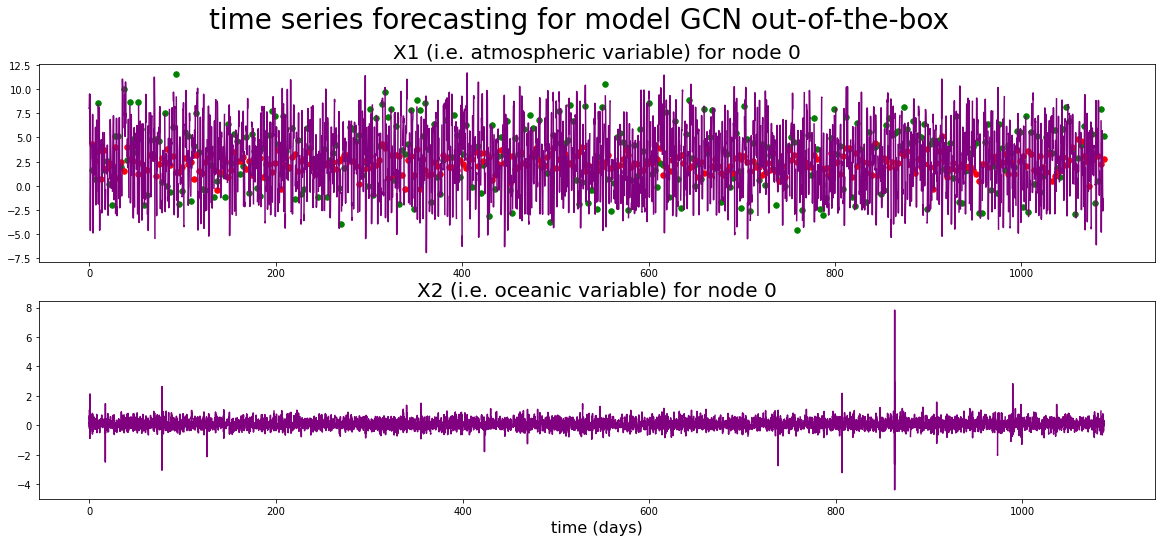 time series forecasting for model GCN out-of-the-box
X1 (i.e. atmospheric variable) for node 0
12.5
10.0
7.5
5.0
2.5
0.0
−2.5
−5.0
−7.5
0 200 400 600 800 1000
X2 (i.e. oceanic variable) for node 0
8
6
4
2
0
−2
−4
0 200 400 600 800 1000
time (days)